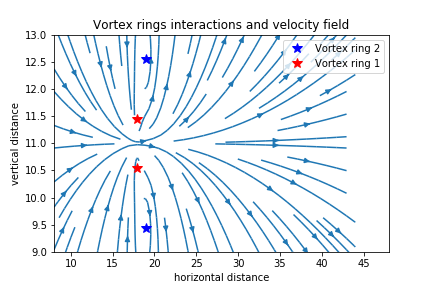 Vortex rings interactions and velocity field
Vortex ring 2
Vortex ring 1
vertical distance
13.0
12.5
12.0
11.5
11.0
10.5
10.0
9.5
9.0
10 15 20 25 30 35 40 45
horizontal distance